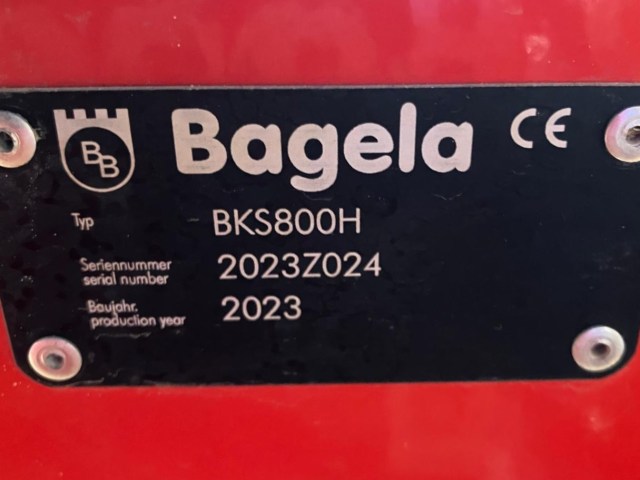 BB Bagela CE
Typ BKS800H
Seriennummer 2023Z024
serial number
Baujahr. 2023
production year